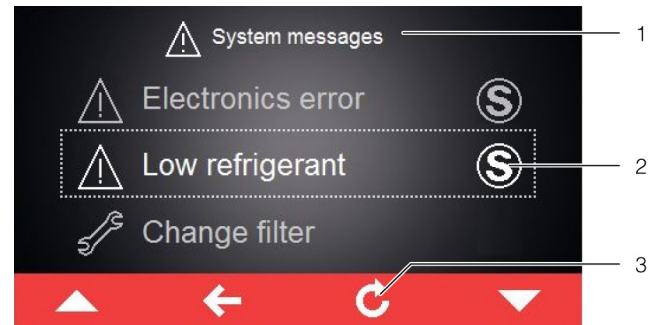 System messages
1
Electronics error S
Low refrigerant S
2
Change filter
3